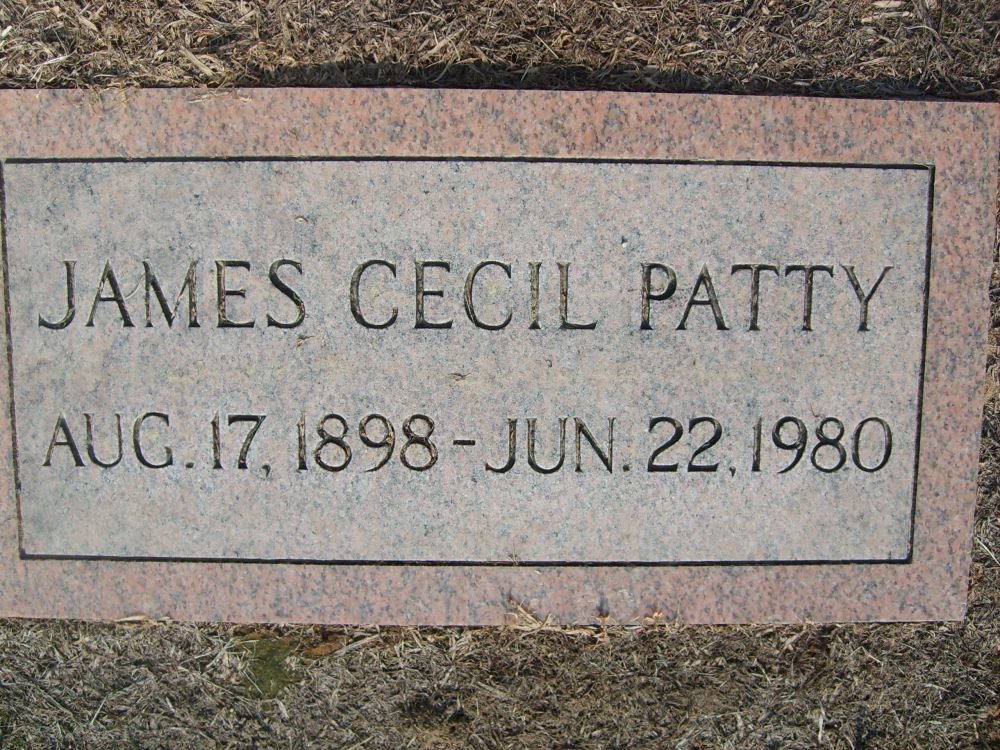 JAMES CECIL PATTY
AUG. 17, 1898 - JUN. 22, 1980